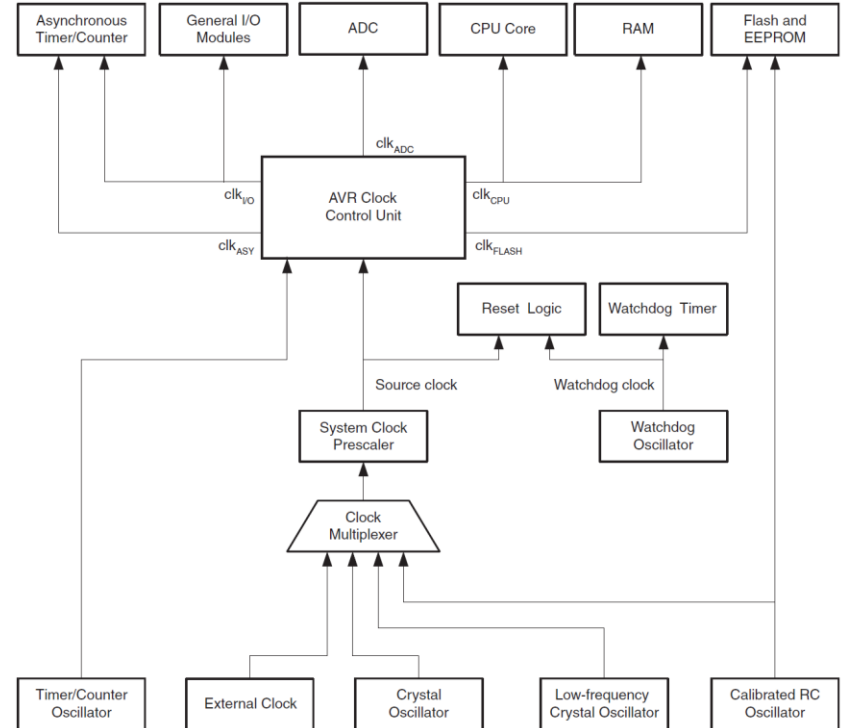 Asynchronous
Timer/Counter
General I/O
Modules
ADC
CPU Core
RAM
Flash and
EEPROM
clkADC
AVR Clock
Control Unit
clkI/O
clkCPU
clkASY
clkFLASH
Reset Logic
Watchdog Timer
Source clock
Watchdog clock
System Clock
Prescaler
Watchdog
Oscillator
Clock
Multiplexer
Timer/Counter
Oscillator
External Clock
Crystal
Oscillator
Low-frequency
Crystal Oscillator
Calibrated RC
Oscillator